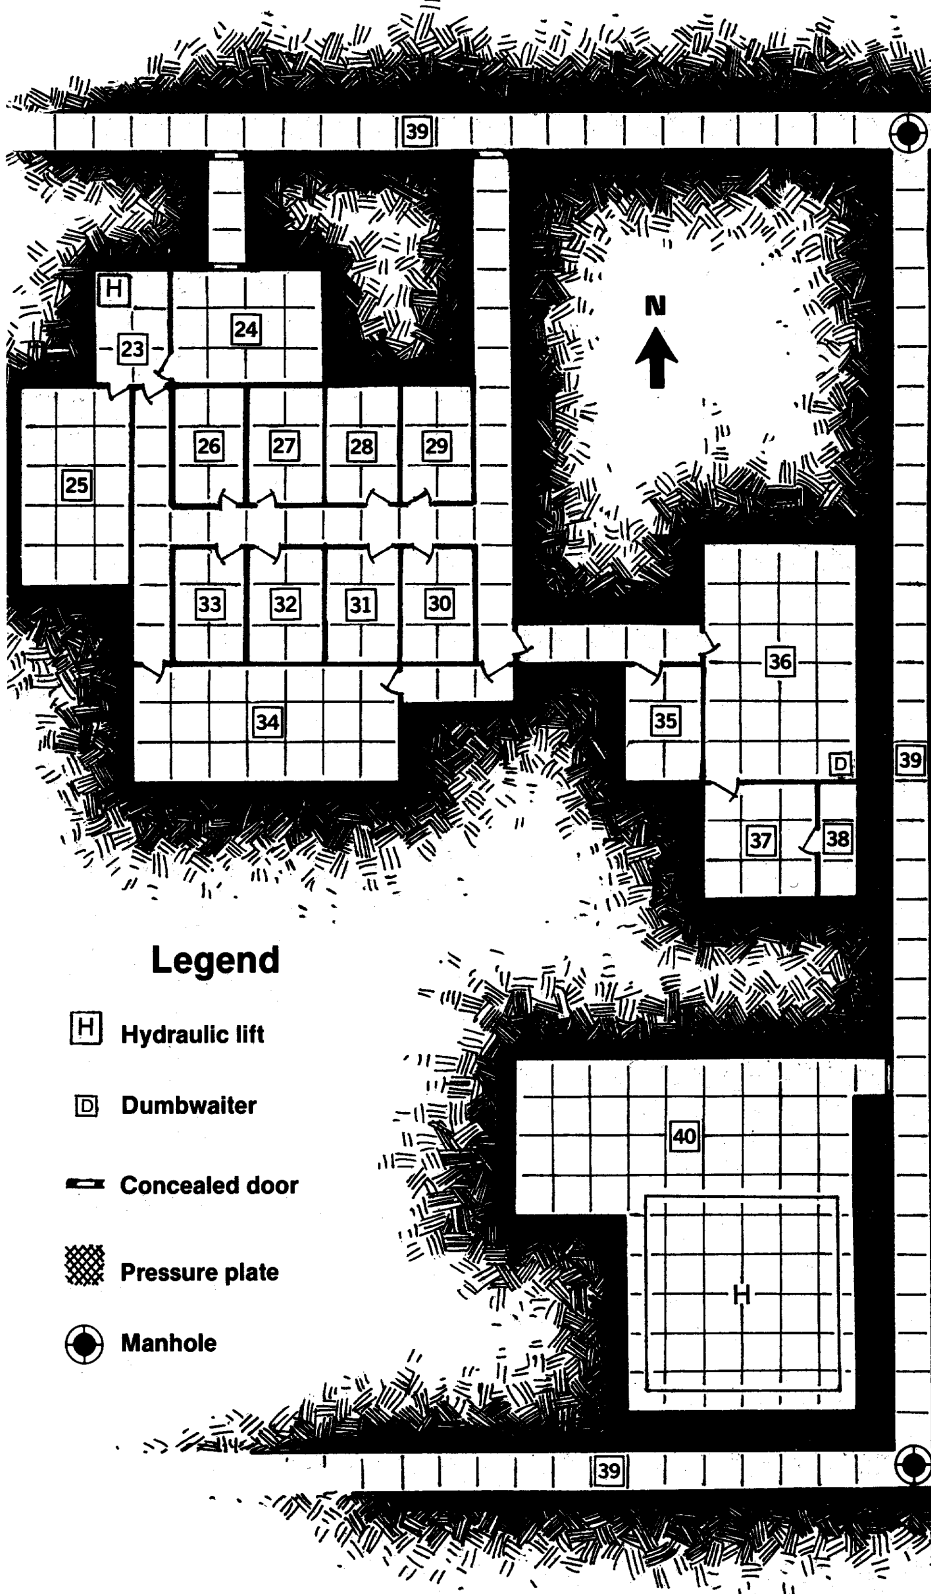 39
H
24
23
N
26
27
28
29
25
33
32
31
30
36
34
35
D
39
37
38
Legend
H Hydraulic lift
D Dumbwaiter
Concealed door
Pressure plate
Manhole
40
H
39